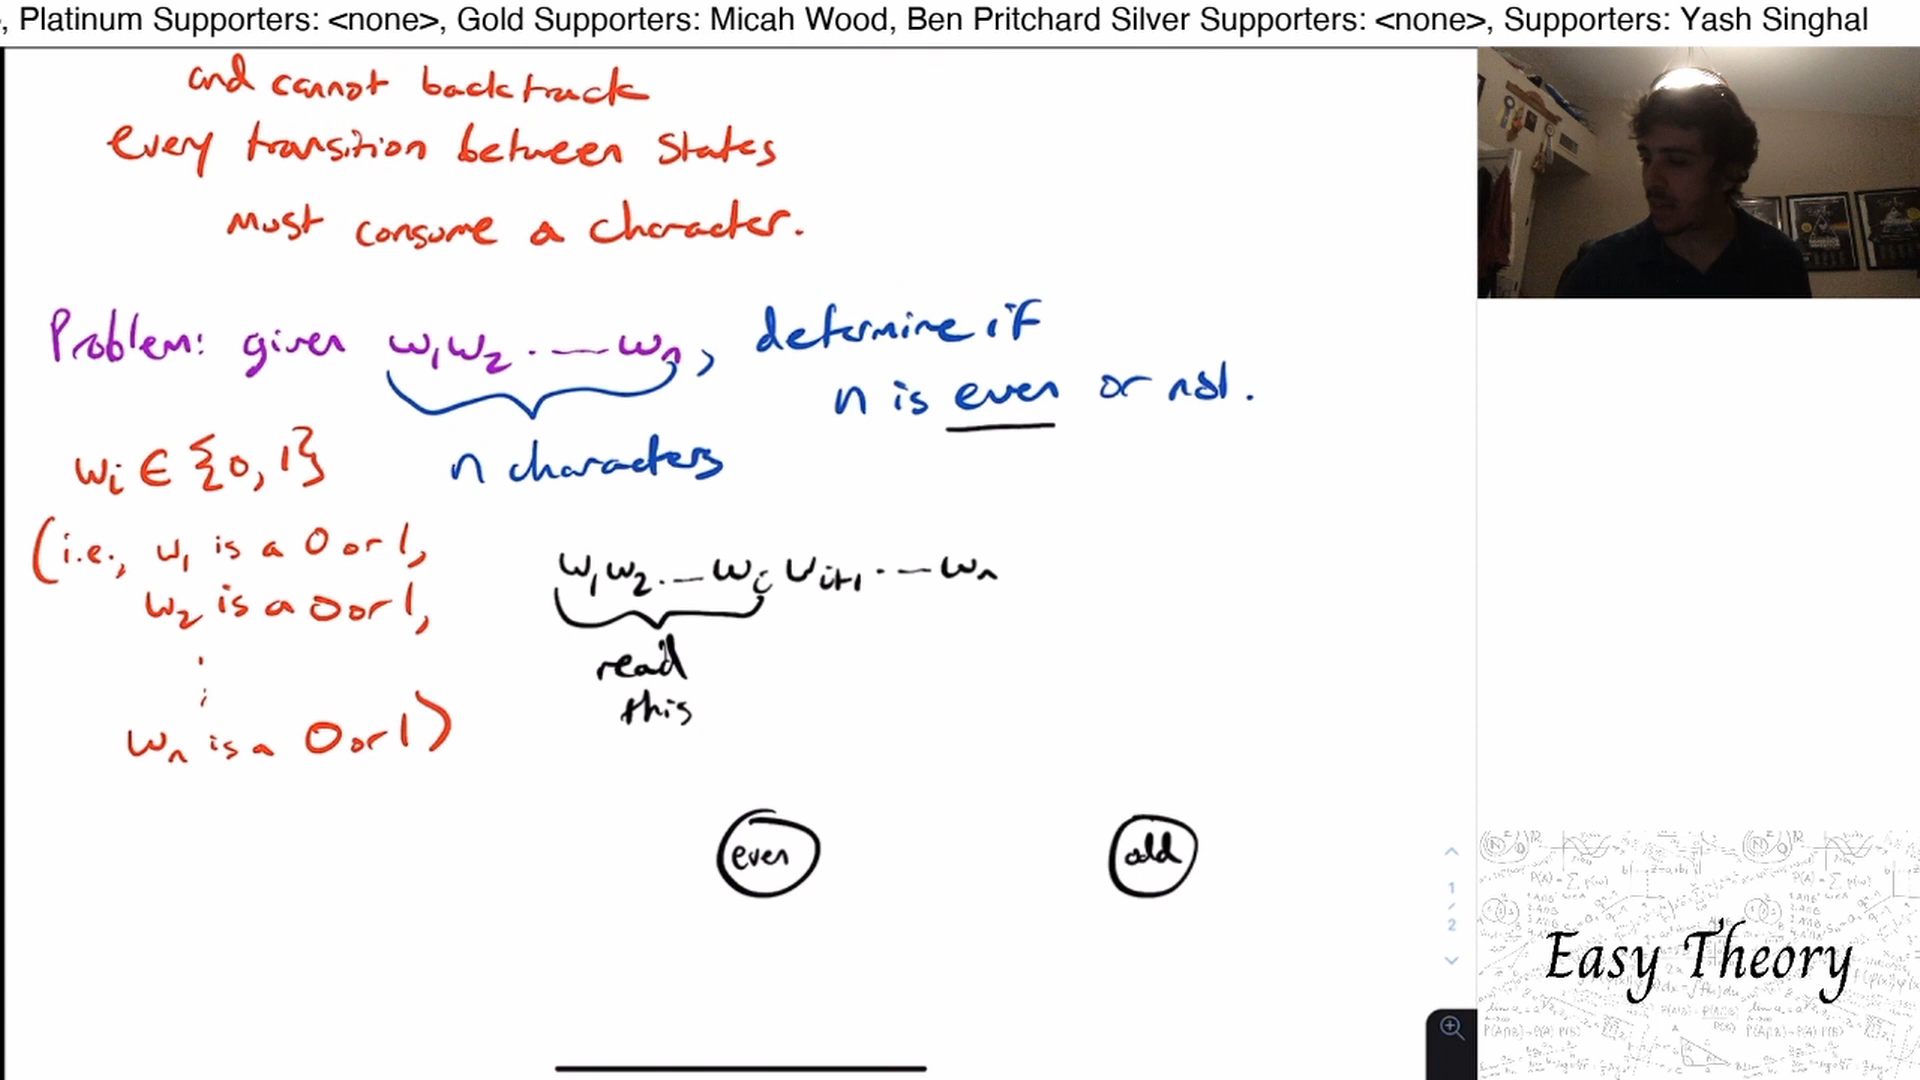 , Platinum Supporters: <none>, Gold Supporters: Micah Wood, Ben Pritchard Silver Supporters: <none>, Supporters: Yash Singhal
and cannot backtrack
every transition between states
must consume a character.
Problem: given w₁w₂...wₙ, determine if
n is even or not.
n characters
wᵢ ∈ {0,1}
(i.e., w₁ is a 0 or 1,
w₂ is a 0 or 1,
⋮
wₙ is a 0 or 1)
w₁w₂...wᵢ wᵢ₊₁...wₙ
read
this
even
odd
1
2
Easy Theory